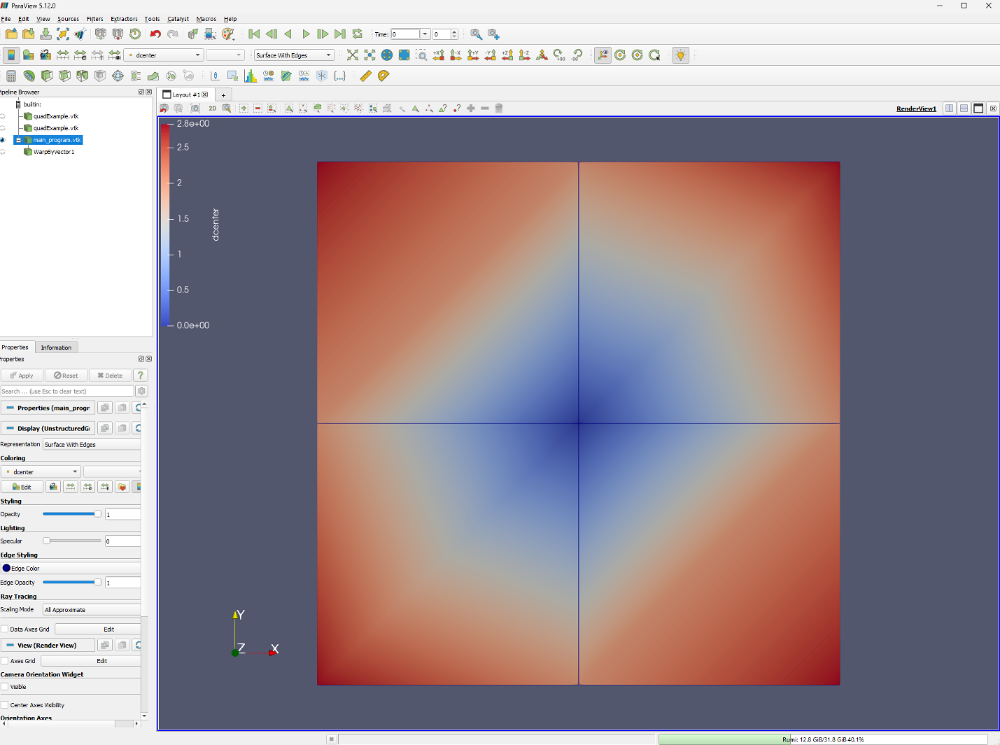 ParaView 5.12.0
File Edit View Sources Filters Extractors Tools Catalyst Macros Help
Time: 0 0
dcenter Surface With Edges +X -X +Y -Y +Z -Z +90 -90
Pipeline Browser
Layout #1 +
builtin:
2D RenderView1
quadExample.vtk
quadExample.vtk
main_program.vtk
WarpByVector1
2.8e+00
2.5
2
1.5
1
0.5
0.0e+00
dcenter
Properties Information
Properties
Apply Reset Delete ?
Search ... (use Esc to clear text)
Properties (main_progr
Display (UnstructuredG
Representation Surface With Edges
Coloring
dcenter
Edit
Styling
Opacity 1
Lighting
Specular 0
Edge Styling
Edge Color
Edge Opacity 1
Ray Tracing
Scaling Mode All Approximate
Data Axes Grid Edit
View (Render View)
Axes Grid Edit
Camera Orientation Widget
Visible
Center Axes Visibility
Orientation Axes
Y
Z X
Rumi: 12.8 GiB/31.8 GiB 40.1%